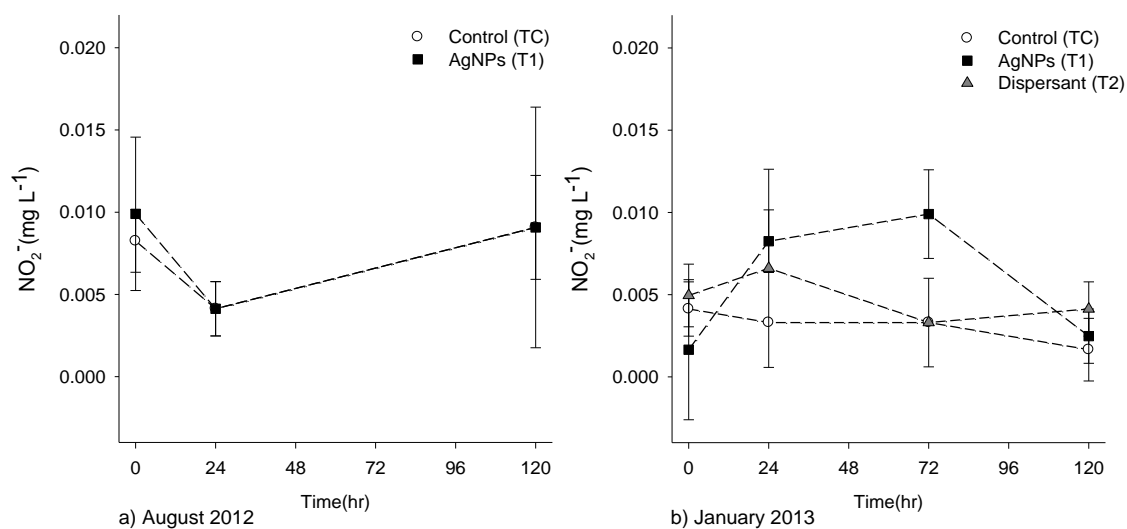 0.020
0.015
0.010
0.005
0.000
NO₂⁻(mg L⁻¹)
Control (TC)
AgNPs (T1)
0 24 48 72 96 120
Time(hr)
a) August 2012
0.020
0.015
0.010
0.005
0.000
NO₂⁻(mg L⁻¹)
Control (TC)
AgNPs (T1)
Dispersant (T2)
0 24 48 72 96 120
Time(hr)
b) January 2013